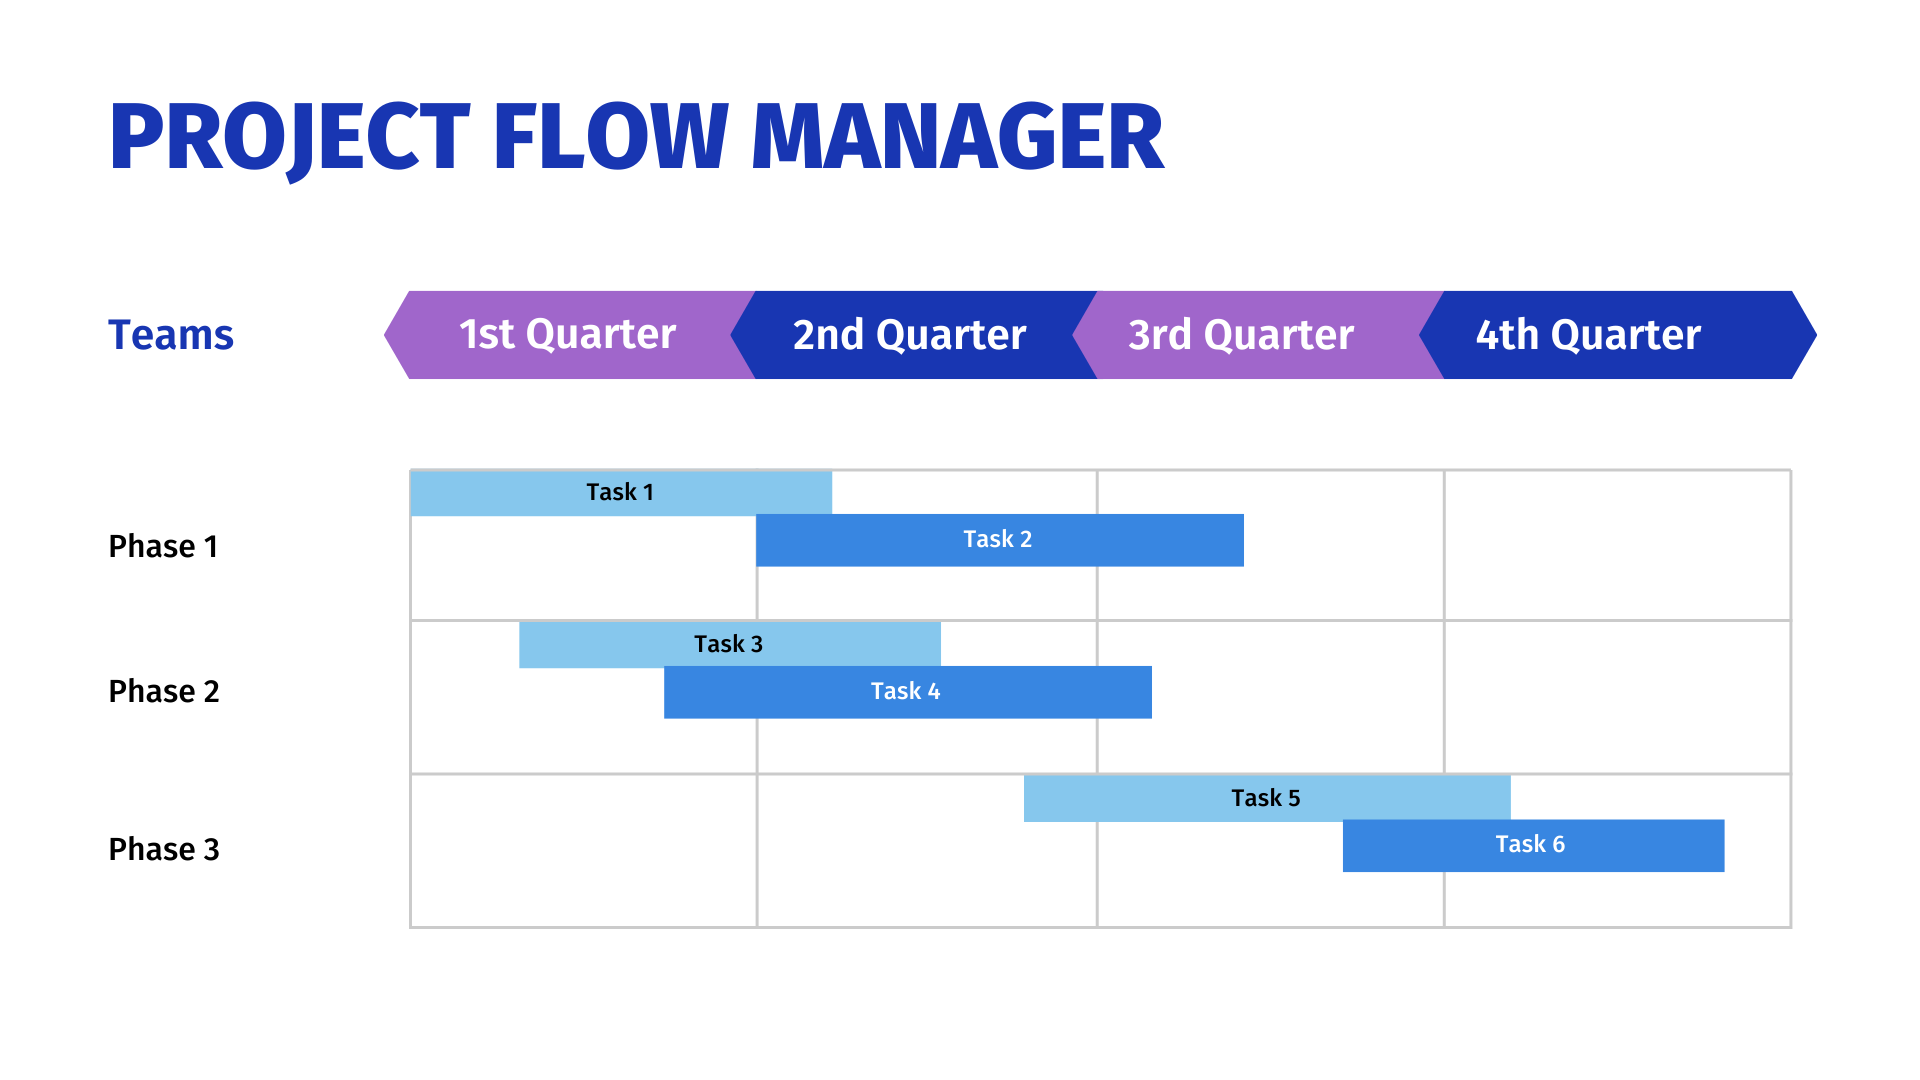 PROJECT FLOW MANAGER
Teams
1st Quarter
2nd Quarter
3rd Quarter
4th Quarter
Phase 1
Task 1
Task 2
Phase 2
Task 3
Task 4
Phase 3
Task 5
Task 6